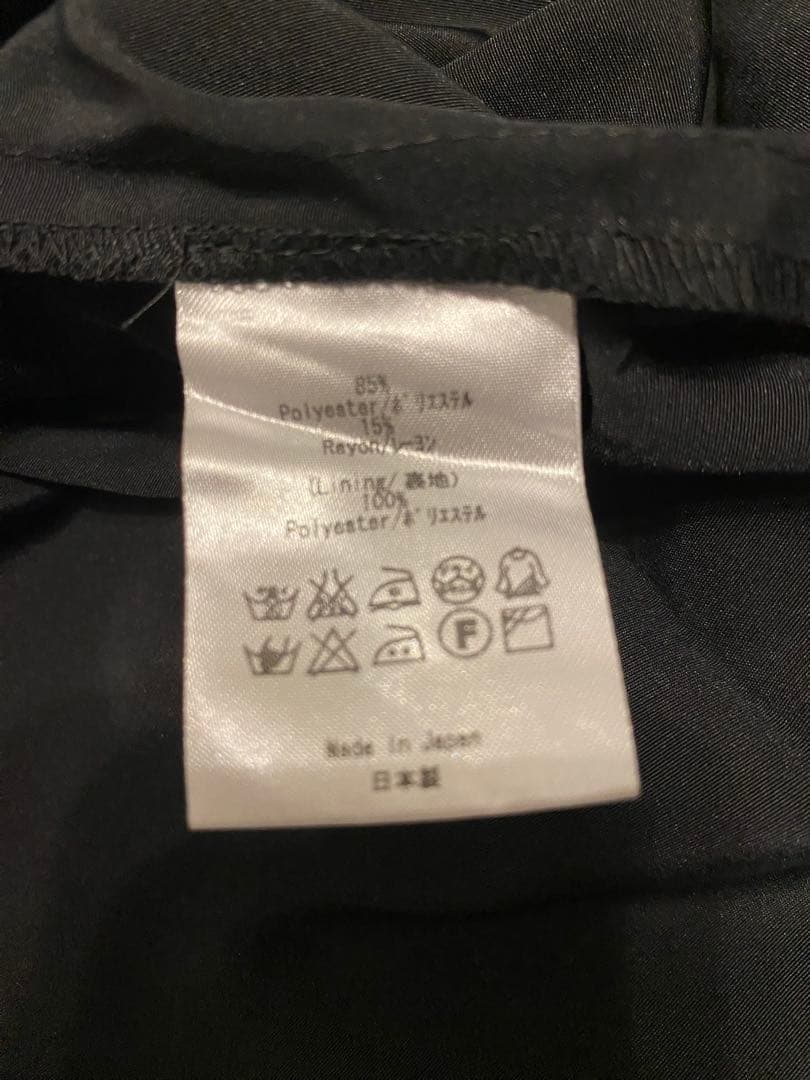 85%
Polyester/ポリエステル
15%
Rayon/レーヨン
(Lining/裏地)
100%
Polyester/ポリエステル
F
Made in Japan
日本製